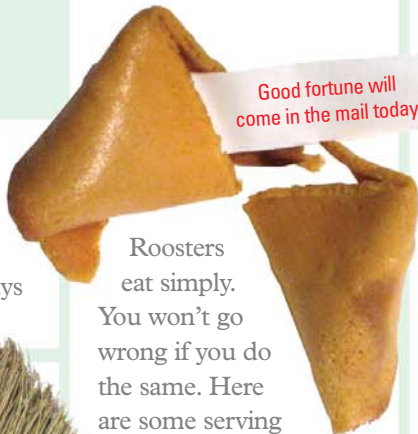 Good fortune will
come in the mail today
Roosters
eat simply.
You won't go
wrong if you do
the same. Here
are some serving